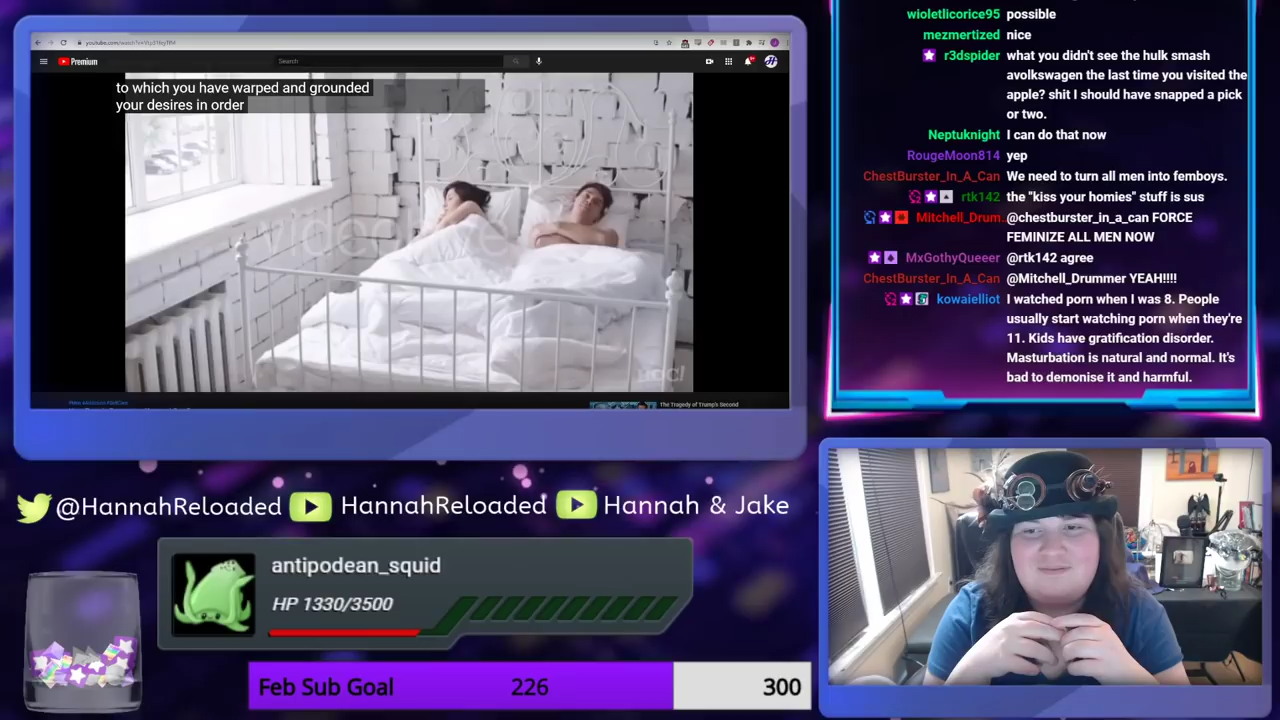 Premium
Search
to which you have warped and grounded
your desires in order
The Tragedy of Trump's Second
@HannahReloaded
HannahReloaded
Hannah & Jake
antipodean_squid
HP 1330/3500
Feb Sub Goal 226 300
wioletlicorice95 possible
mezmertized nice
r3dspider what you didn't see the hulk smash
avolkswagen the last time you visited the
apple? shit I should have snapped a pick
or two.
Neptuknight I can do that now
RougeMoon814 yep
ChestBurster_In_A_Can We need to turn all men into femboys.
rtk142 the "kiss your homies" stuff is sus
Mitchell_Drum. @chestburster_in_a_can FORCE
FEMINIZE ALL MEN NOW
MxGothyQueeer @rtk142 agree
ChestBurster_In_A_Can @Mitchell_Drummer YEAH!!!!
kowaielliot I watched porn when I was 8. People
usually start watching porn when they're
11. Kids have gratification disorder.
Masturbation is natural and normal. It's
bad to demonise it and harmful.